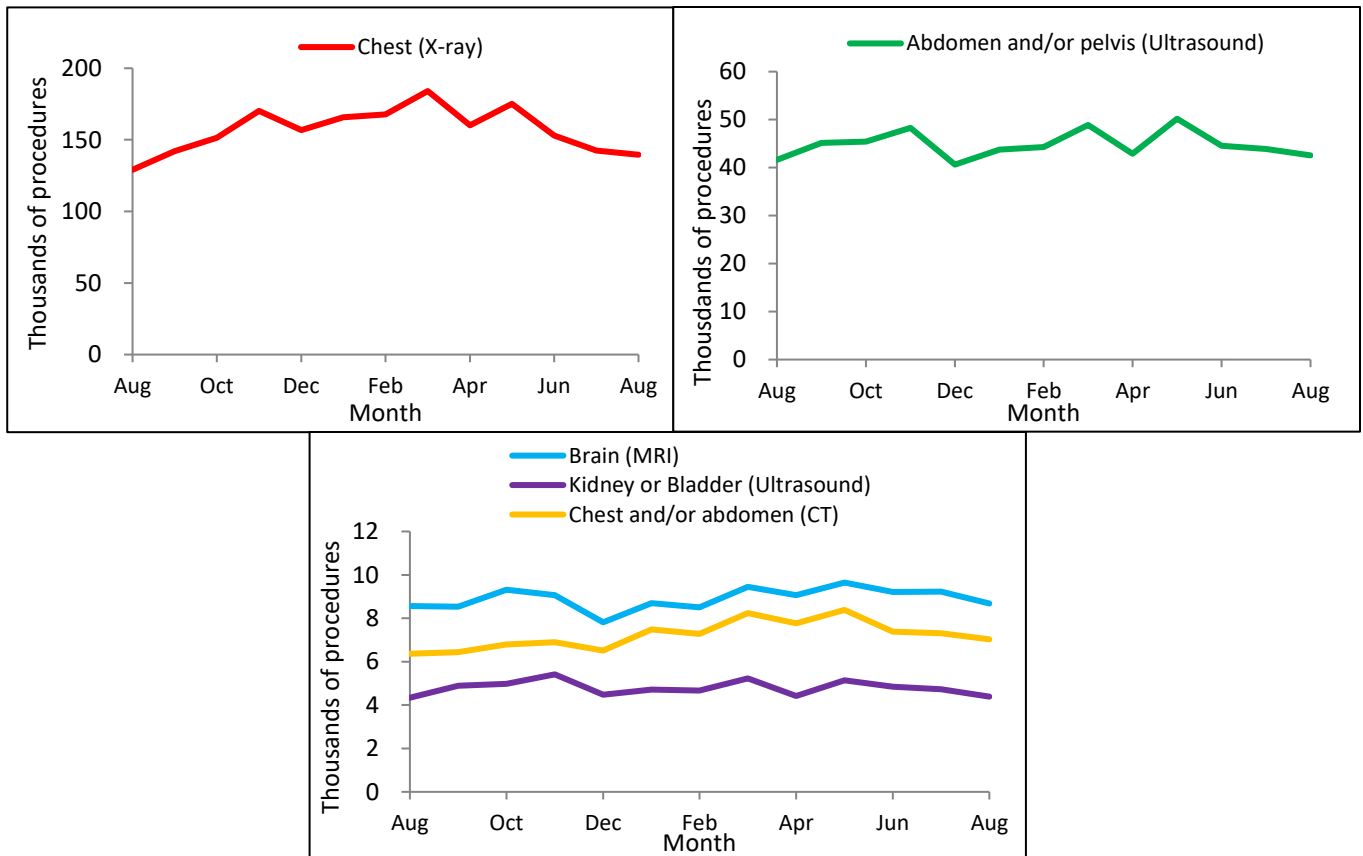 Chest (X-ray)
Thousands of procedures
200
150
100
50
0
Aug Oct Dec Feb Apr Jun Aug
Month
Abdomen and/or pelvis (Ultrasound)
Thousdands of procedures
60
50
40
30
20
10
0
Aug Oct Dec Feb Apr Jun Aug
Month
Brain (MRI)
Kidney or Bladder (Ultrasound)
Chest and/or abdomen (CT)
Thousands of procedures
12
10
8
6
4
2
0
Aug Oct Dec Feb Apr Jun Aug
Month